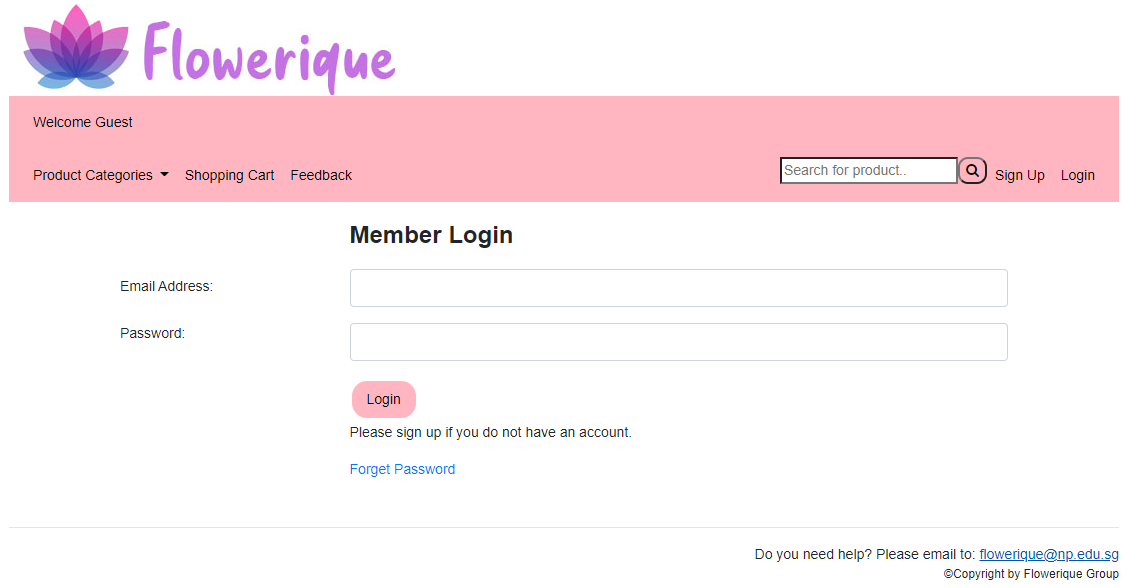 Flowerique
Welcome Guest
Product Categories Shopping Cart Feedback Search for product.. Sign Up Login
Member Login
Email Address:
Password:
Login
Please sign up if you do not have an account.
Forget Password
Do you need help? Please email to: flowerique@np.edu.sg
©Copyright by Flowerique Group